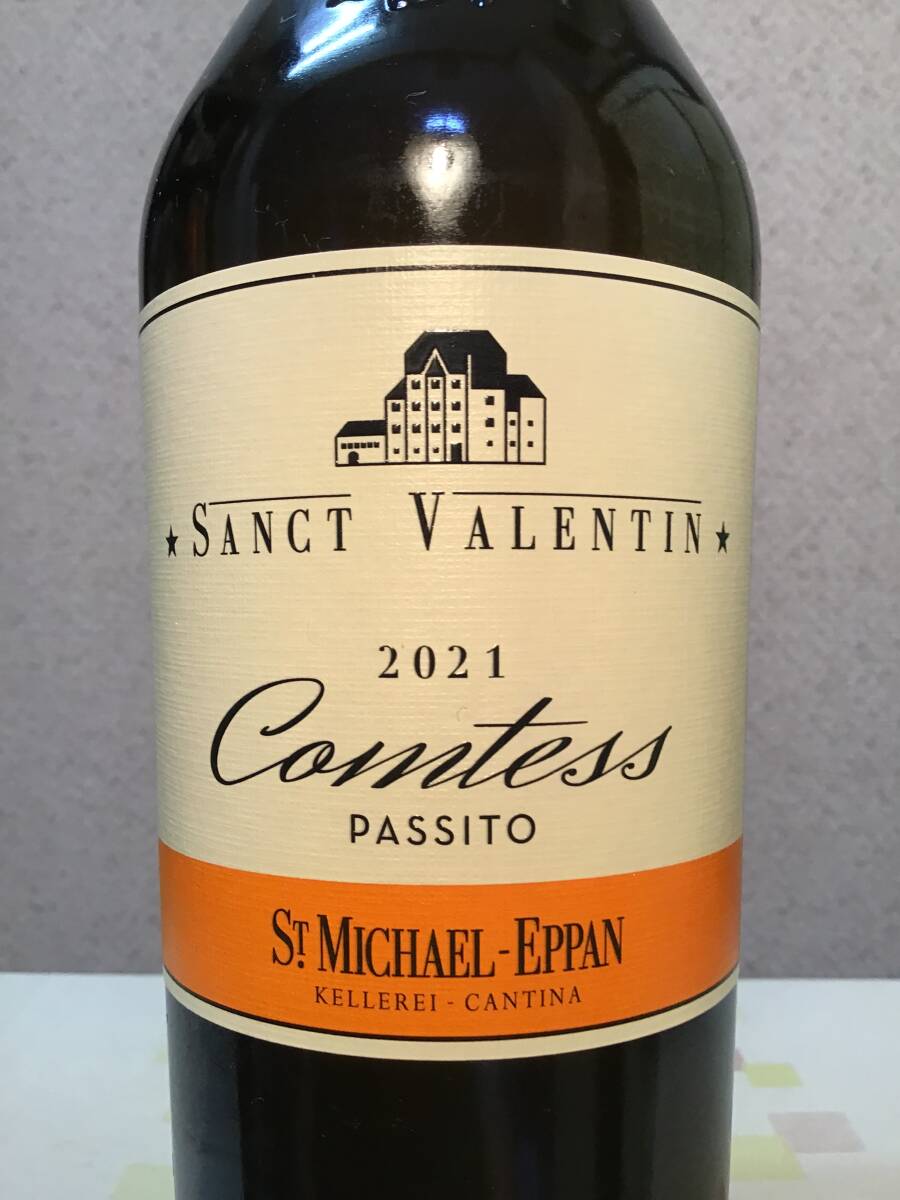 ★ SANCT VALENTIN ★
2021
Comtess
PASSITO
ST. MICHAEL-EPPAN
KELLEREI - CANTINA